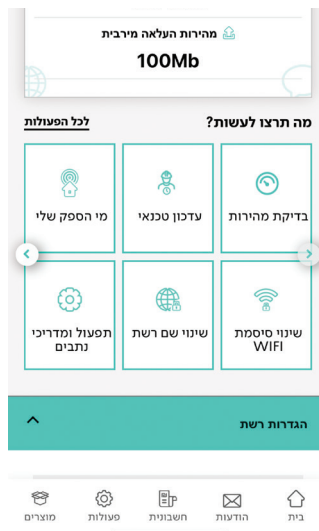 מהירות העלאה מירבית
100Mb
מה תרצו לעשות?
לכל הפעולות
בדיקת מהירות
עדכון טכנאי
מי הספק שלי
שינוי סיסמת
WIFI
שינוי שם רשת
תפעול ומדריכי
נתבים
הגדרות רשת
בית
הודעות
חשבונית
פעולות
מוצרים